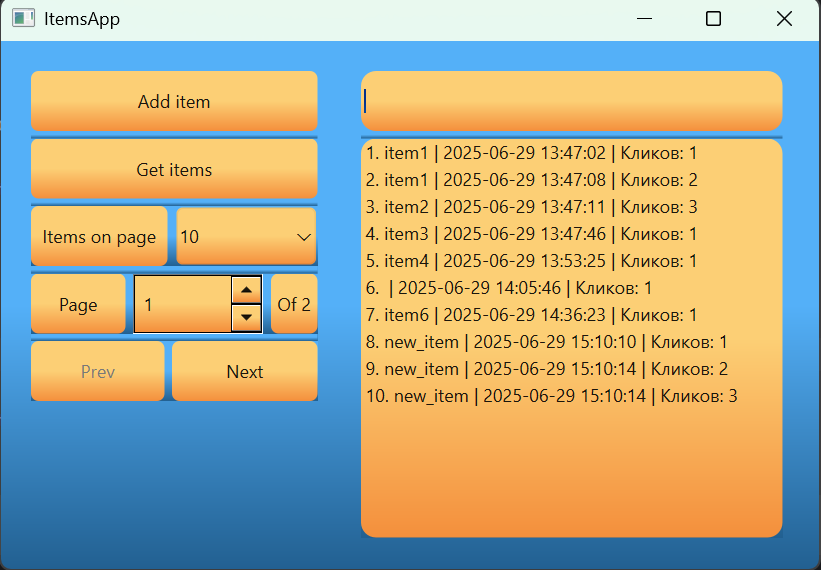 ItemsApp
Add item
Get items
Items on page 10
Page 1 Of 2
Prev Next
1. item1 | 2025-06-29 13:47:02 | Кликов: 1
2. item1 | 2025-06-29 13:47:08 | Кликов: 2
3. item2 | 2025-06-29 13:47:11 | Кликов: 3
4. item3 | 2025-06-29 13:47:46 | Кликов: 1
5. item4 | 2025-06-29 13:53:25 | Кликов: 1
6.  | 2025-06-29 14:05:46 | Кликов: 1
7. item6 | 2025-06-29 14:36:23 | Кликов: 1
8. new_item | 2025-06-29 15:10:10 | Кликов: 1
9. new_item | 2025-06-29 15:10:14 | Кликов: 2
10. new_item | 2025-06-29 15:10:14 | Кликов: 3